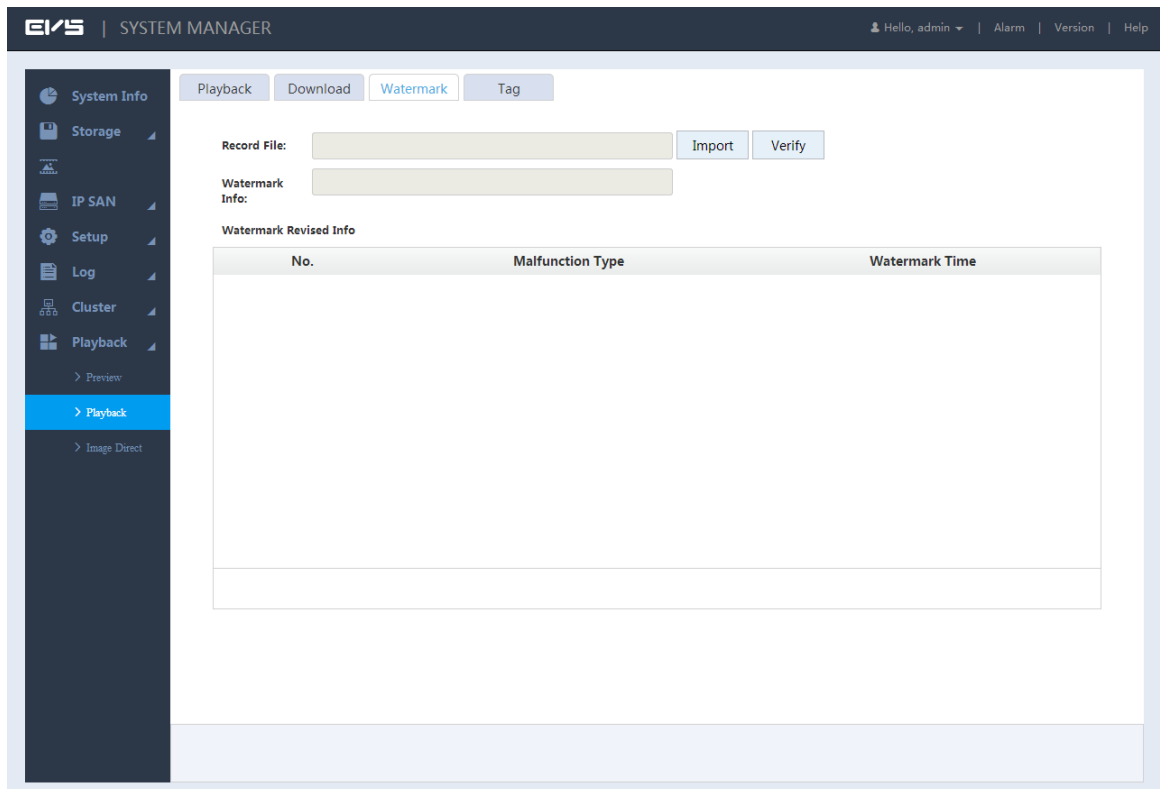 EVS | SYSTEM MANAGER
Hello, admin | Alarm | Version | Help
System Info
Storage
IP SAN
Setup
Log
Cluster
Playback
> Preview
> Playback
> Image Direct
Playback Download Watermark Tag
Record File: Import Verify
Watermark
Info:
Watermark Revised Info
No. Malfunction Type Watermark Time